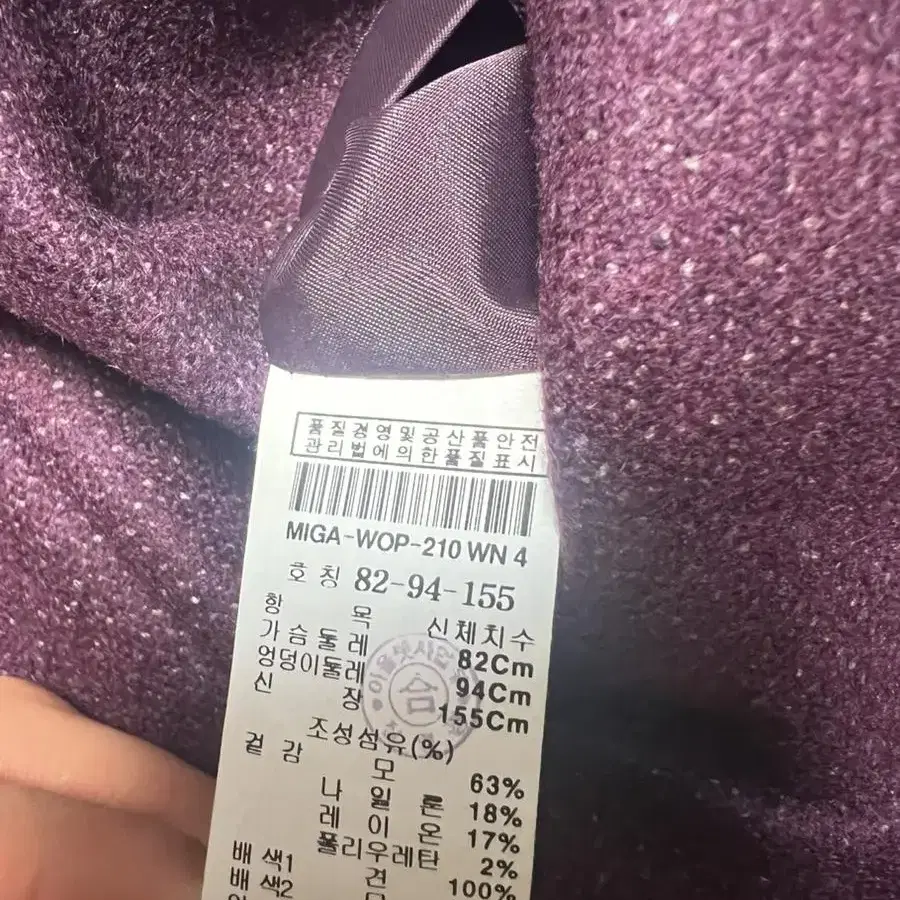 품질경영및공산품안전
관리법에의한품질표시
MIGA-WOP-210 WN 4
호칭 82-94-155
항 목 신체치수
가슴둘레 82Cm
엉덩이둘레 94Cm
신 장 155Cm
조성섬유(%)
겉감 모 63%
나일론 18%
레이온 17%
폴리우레탄 2%
배색1 견 100%
배색2